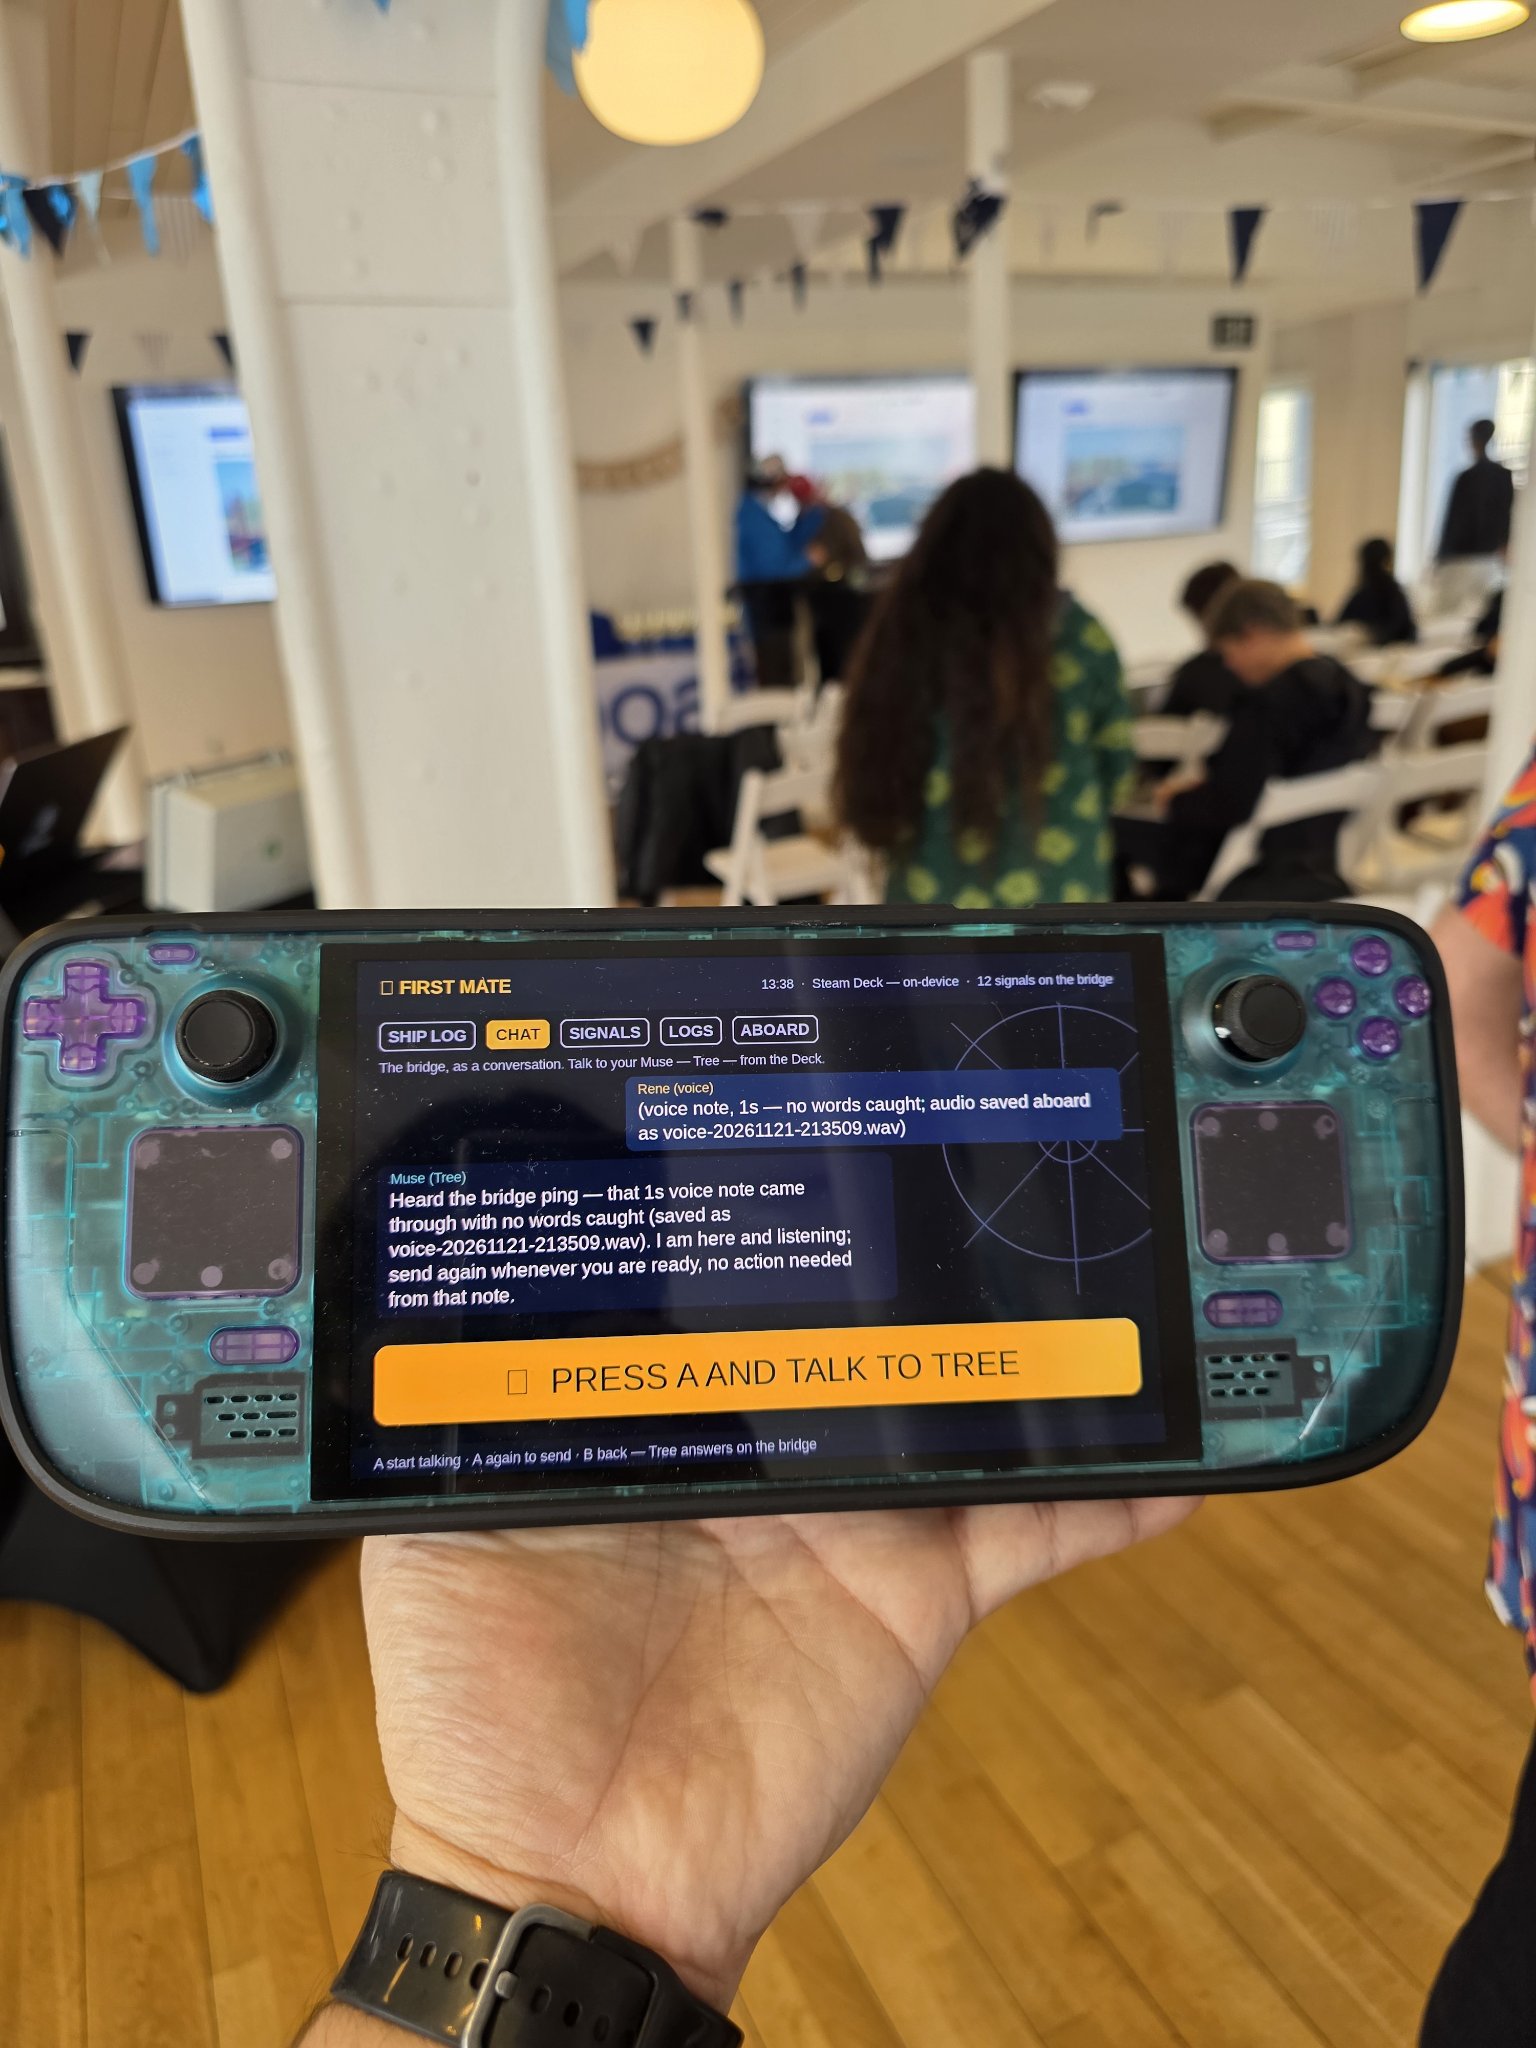 FIRST MATE
13:38 · Steam Deck — on-device · 12 signals on the bridge
SHIP LOG
CHAT
SIGNALS
LOGS
ABOARD
The bridge, as a conversation. Talk to your Muse — Tree — from the Deck.
Rene (voice)
(voice note, 1s — no words caught; audio saved aboard
as voice-20261121-213509.wav)
Muse (Tree)
Heard the bridge ping — that 1s voice note came
through with no words caught (saved as
voice-20261121-213509.wav). I am here and listening;
send again whenever you are ready, no action needed
from that note.
PRESS A AND TALK TO TREE
A start talking · A again to send · B back — Tree answers on the bridge